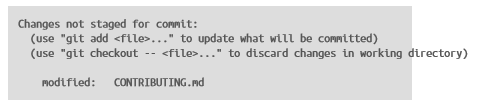 Changes not staged for commit:
(use "git add <file>..." to update what will be committed)
(use "git checkout -- <file>..." to discard changes in working directory)
modified: CONTRIBUTING.md